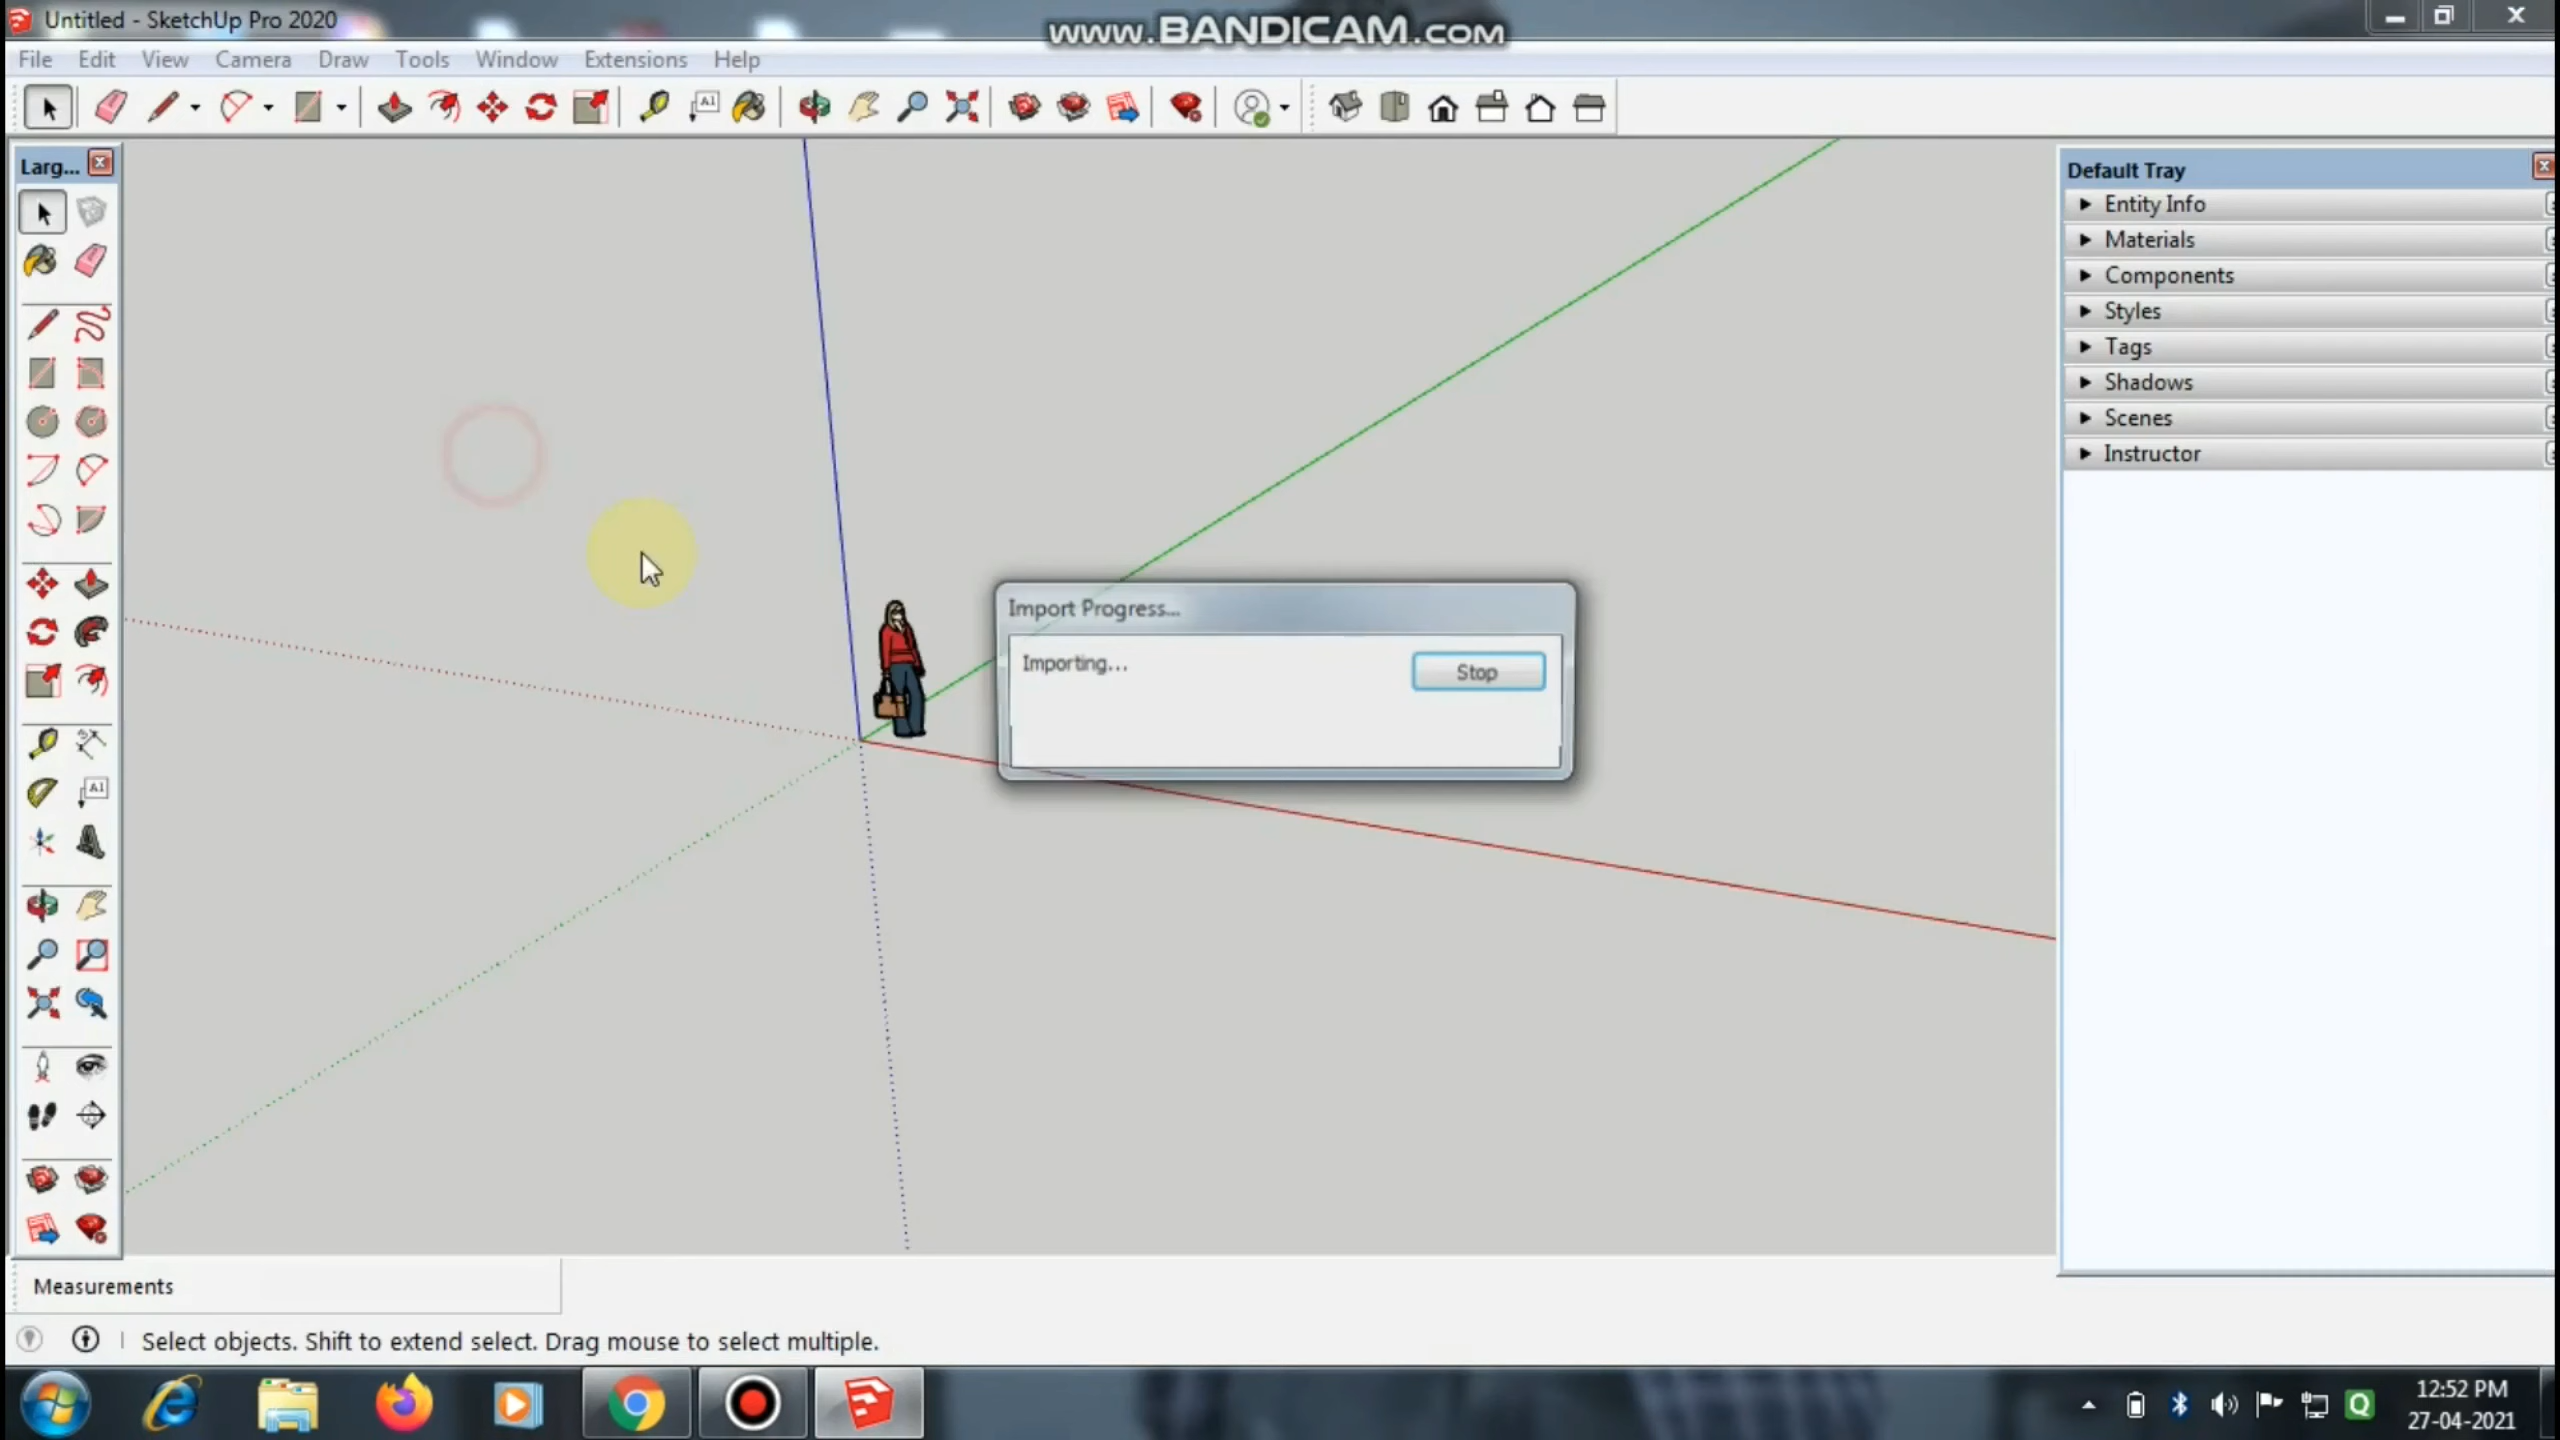 Untitled - SketchUp Pro 2020
www.BANDICAM.com
File Edit View Camera Draw Tools Window Extensions Help
A1
Larg...
Default Tray
Entity Info
Materials
Components
Styles
Tags
Shadows
Scenes
Instructor
Import Progress...
Importing...
Stop
A1
Measurements
Select objects. Shift to extend select. Drag mouse to select multiple.
12:52 PM
27-04-2021